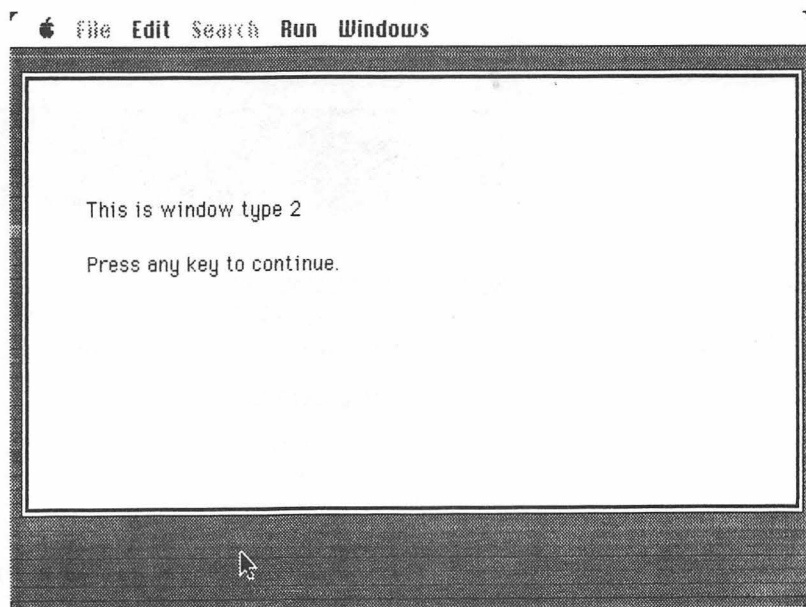 File Edit Search Run Windows
This is window type 2
Press any key to continue.